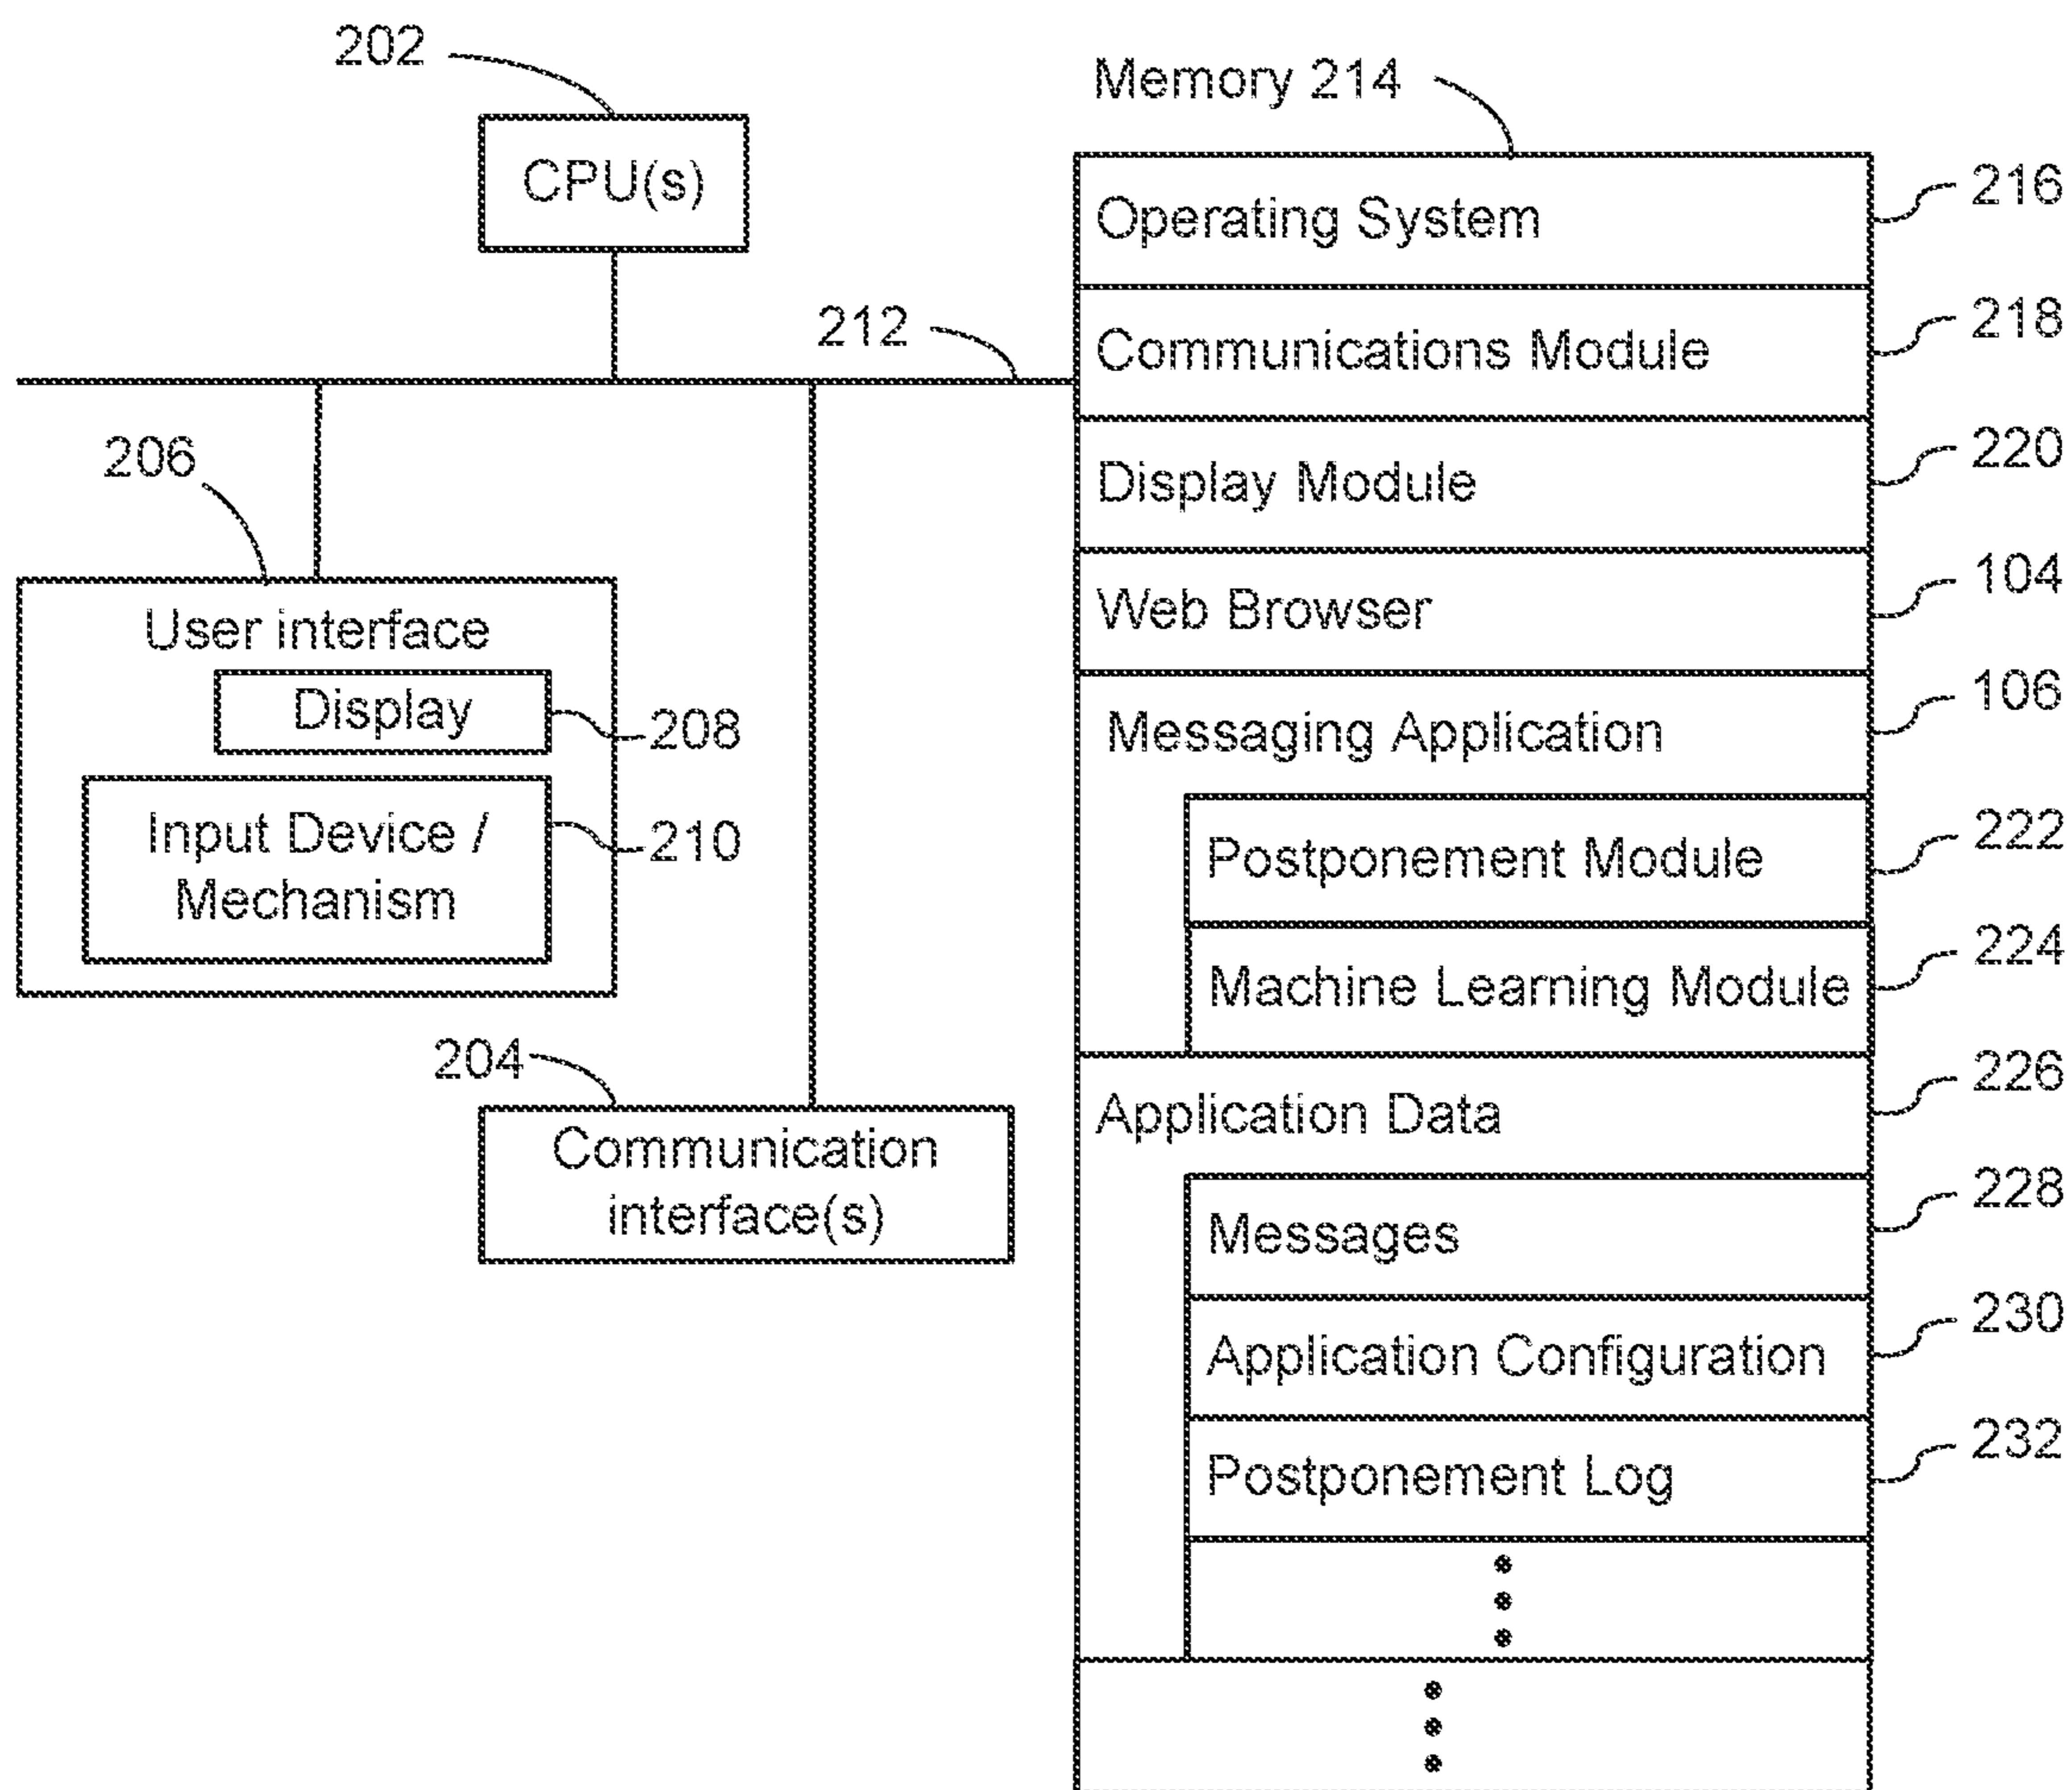 202
CPU(s)
212
206
User interface
Display
208
Input Device /
Mechanism
210
204
Communication
interface(s)
Memory 214
Operating System
216
Communications Module
218
Display Module
220
Web Browser
104
Messaging Application
106
Postponement Module
222
Machine Learning Module
224
Application Data
226
Messages
228
Application Configuration
230
Postponement Log
232